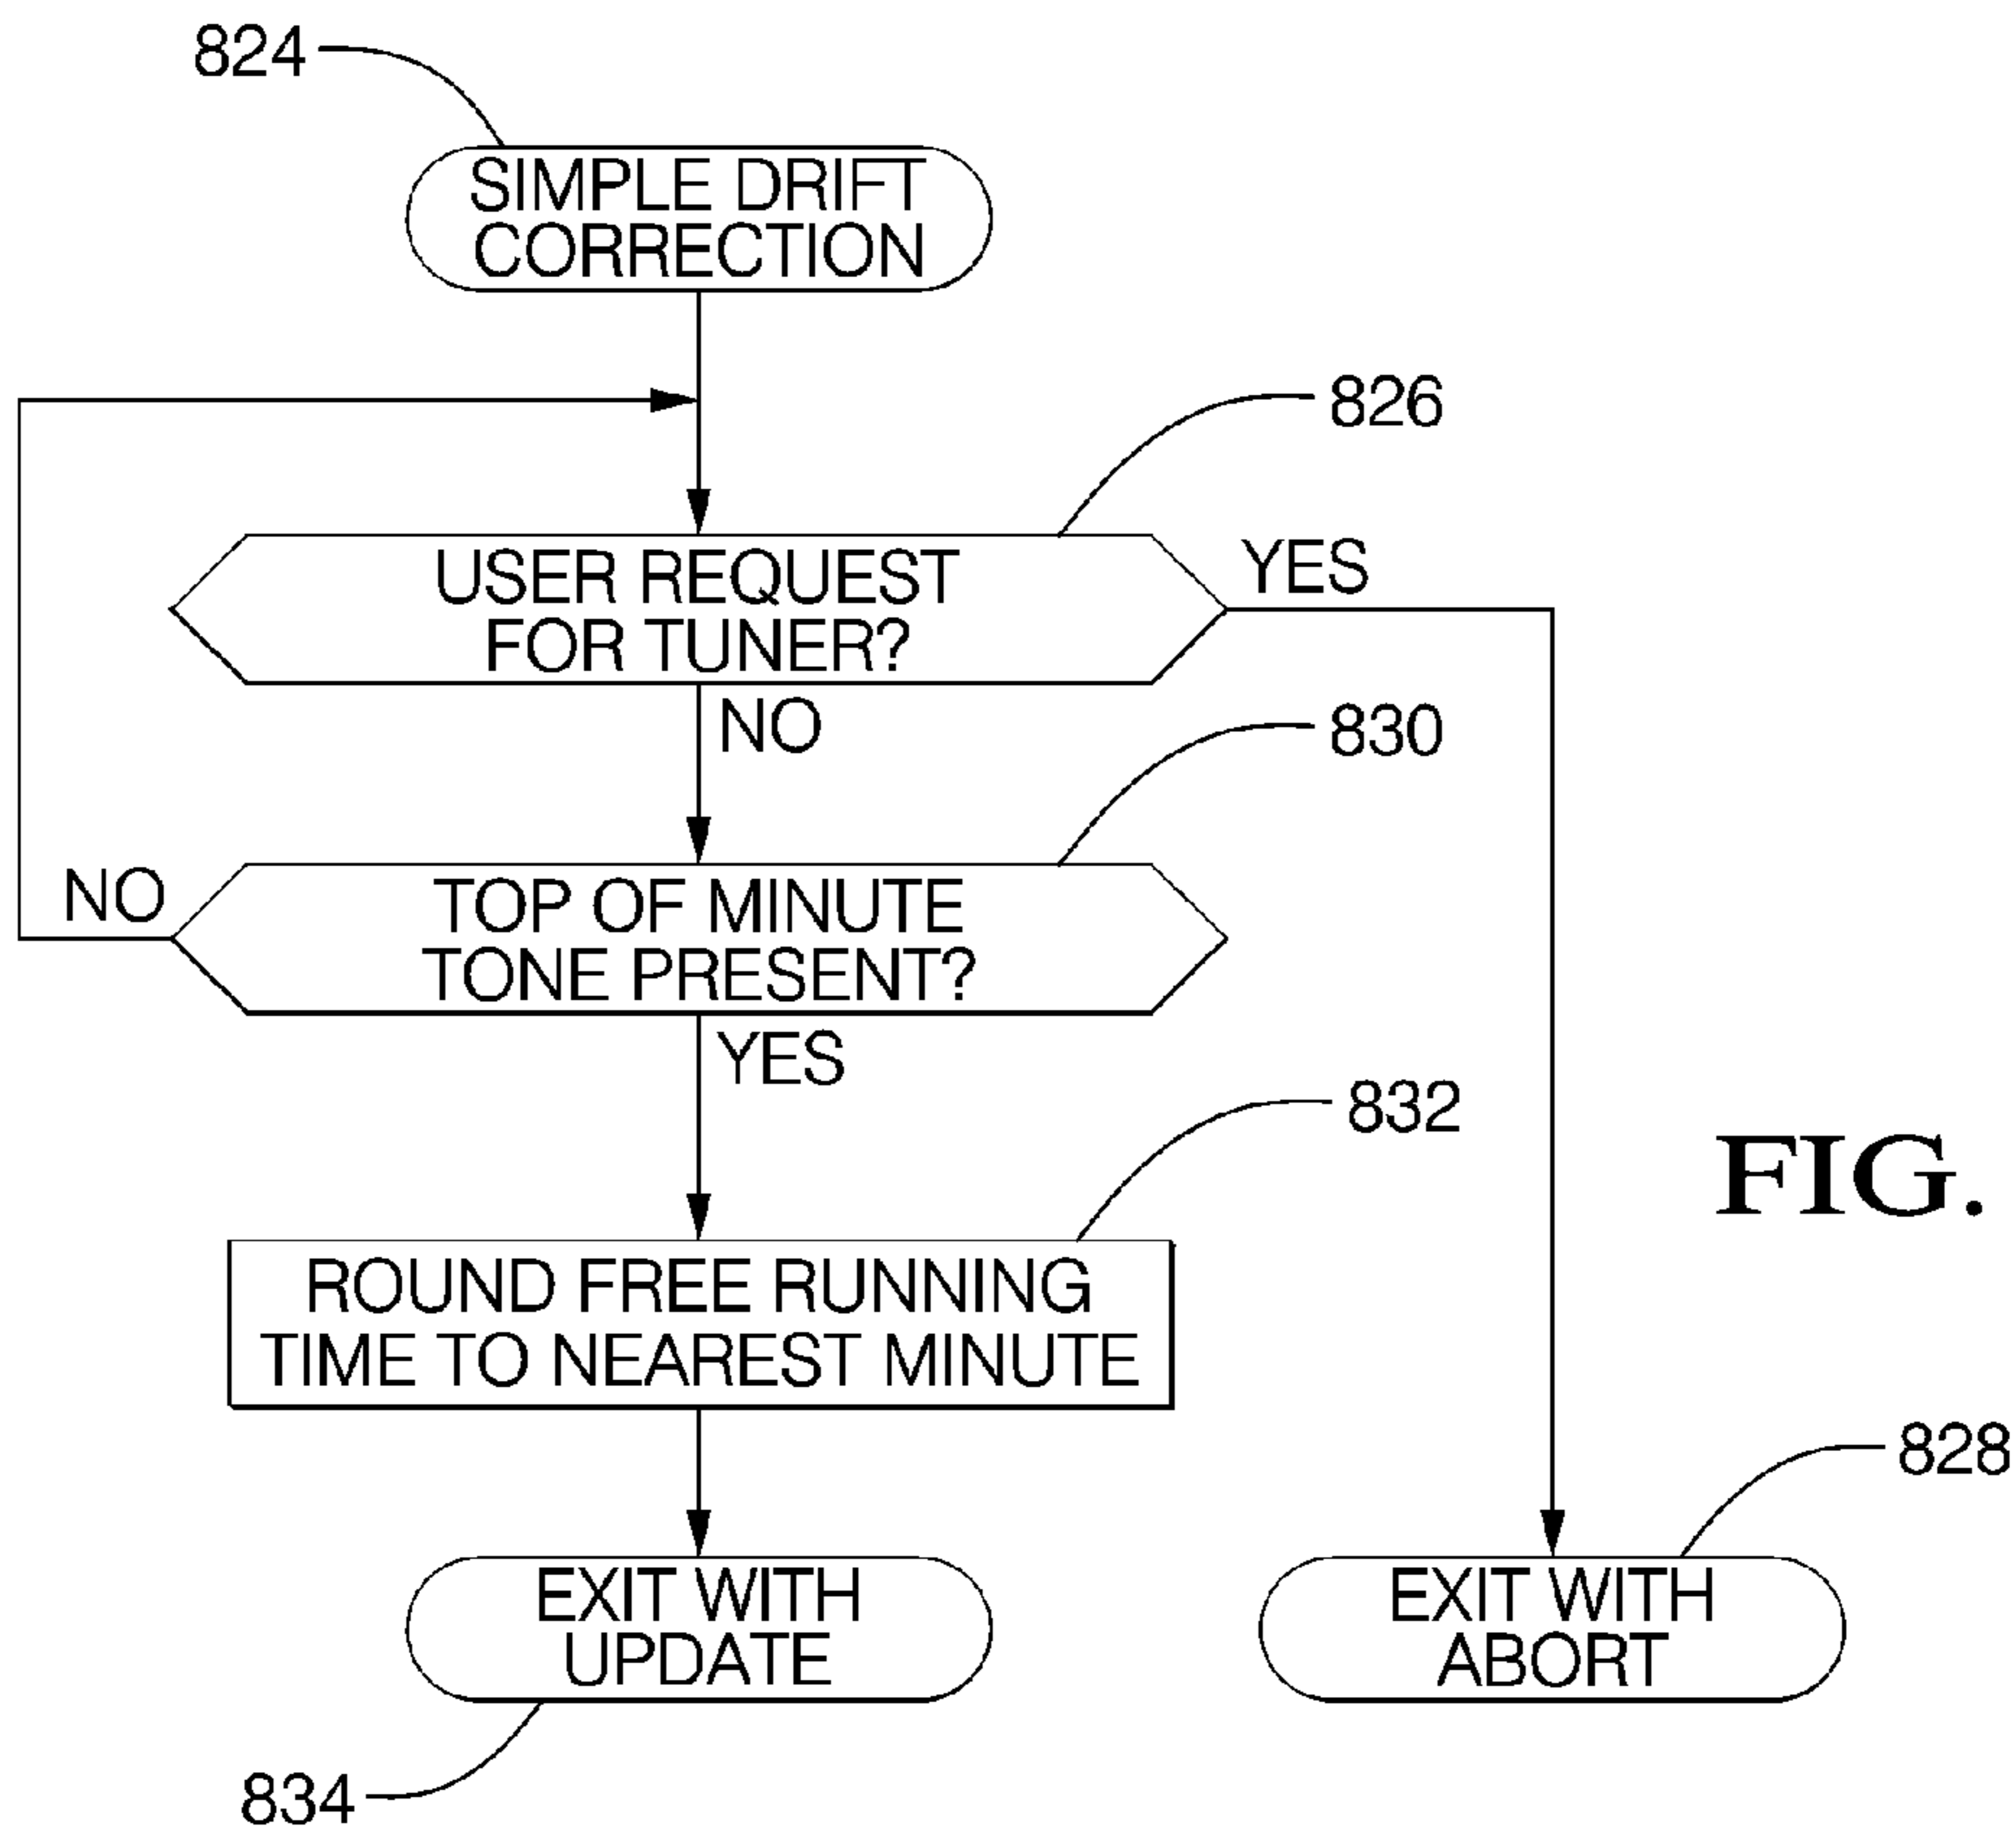 824
SIMPLE DRIFT
CORRECTION
826
USER REQUEST
FOR TUNER?
YES
NO
830
TOP OF MINUTE
TONE PRESENT?
NO
YES
832
FIG.
ROUND FREE RUNNING
TIME TO NEAREST MINUTE
828
EXIT WITH
UPDATE
EXIT WITH
ABORT
834